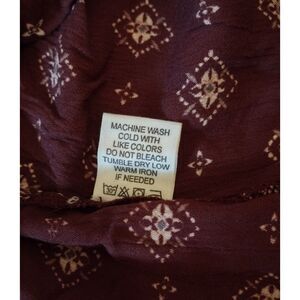 MACHINE WASH
COLD WITH
LIKE COLORS
DO NOT BLEACH
TUMBLE DRY LOW
WARM IRON
IF NEEDED